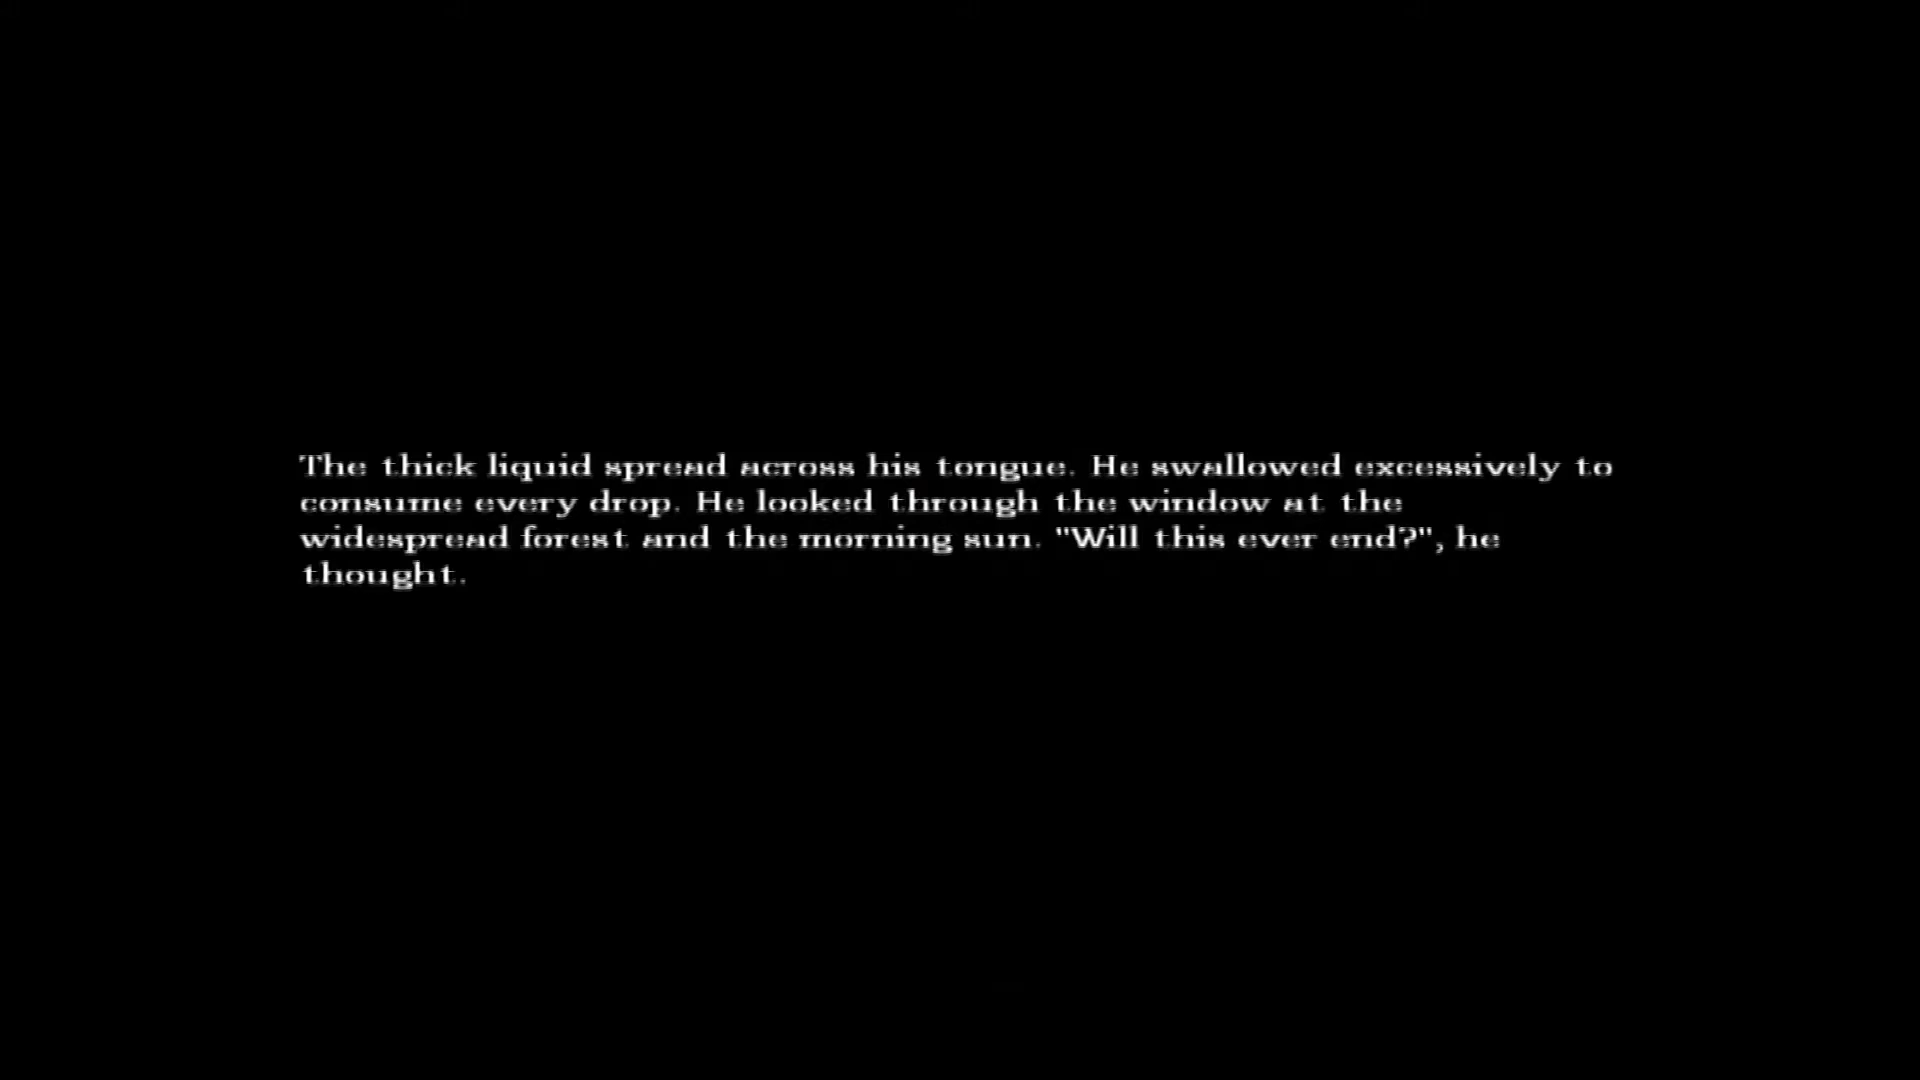 The thick liquid spread across his tongue. He swallowed excessively to
consume every drop. He looked through the window at the
widespread forest and the morning sun. "Will this ever end?", he
thought.